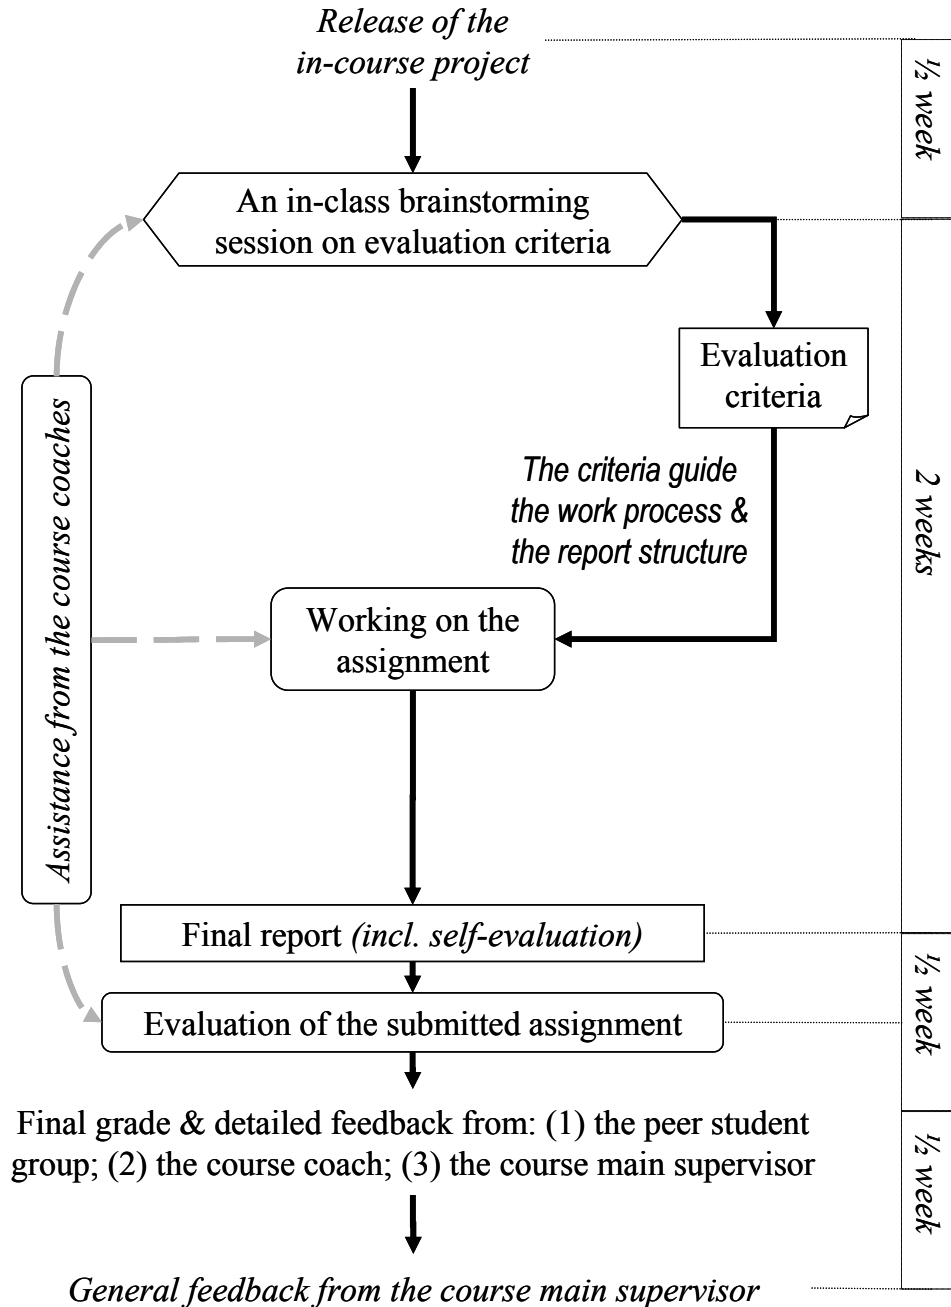 Release of the
in-course project
½ week
An in-class brainstorming
session on evaluation criteria
Evaluation
criteria
The criteria guide
the work process &
the report structure
2 weeks
Assistance from the course coaches
Working on the
assignment
Final report (incl. self-evaluation)
½ week
Evaluation of the submitted assignment
Final grade & detailed feedback from: (1) the peer student
group; (2) the course coach; (3) the course main supervisor
½ week
General feedback from the course main supervisor